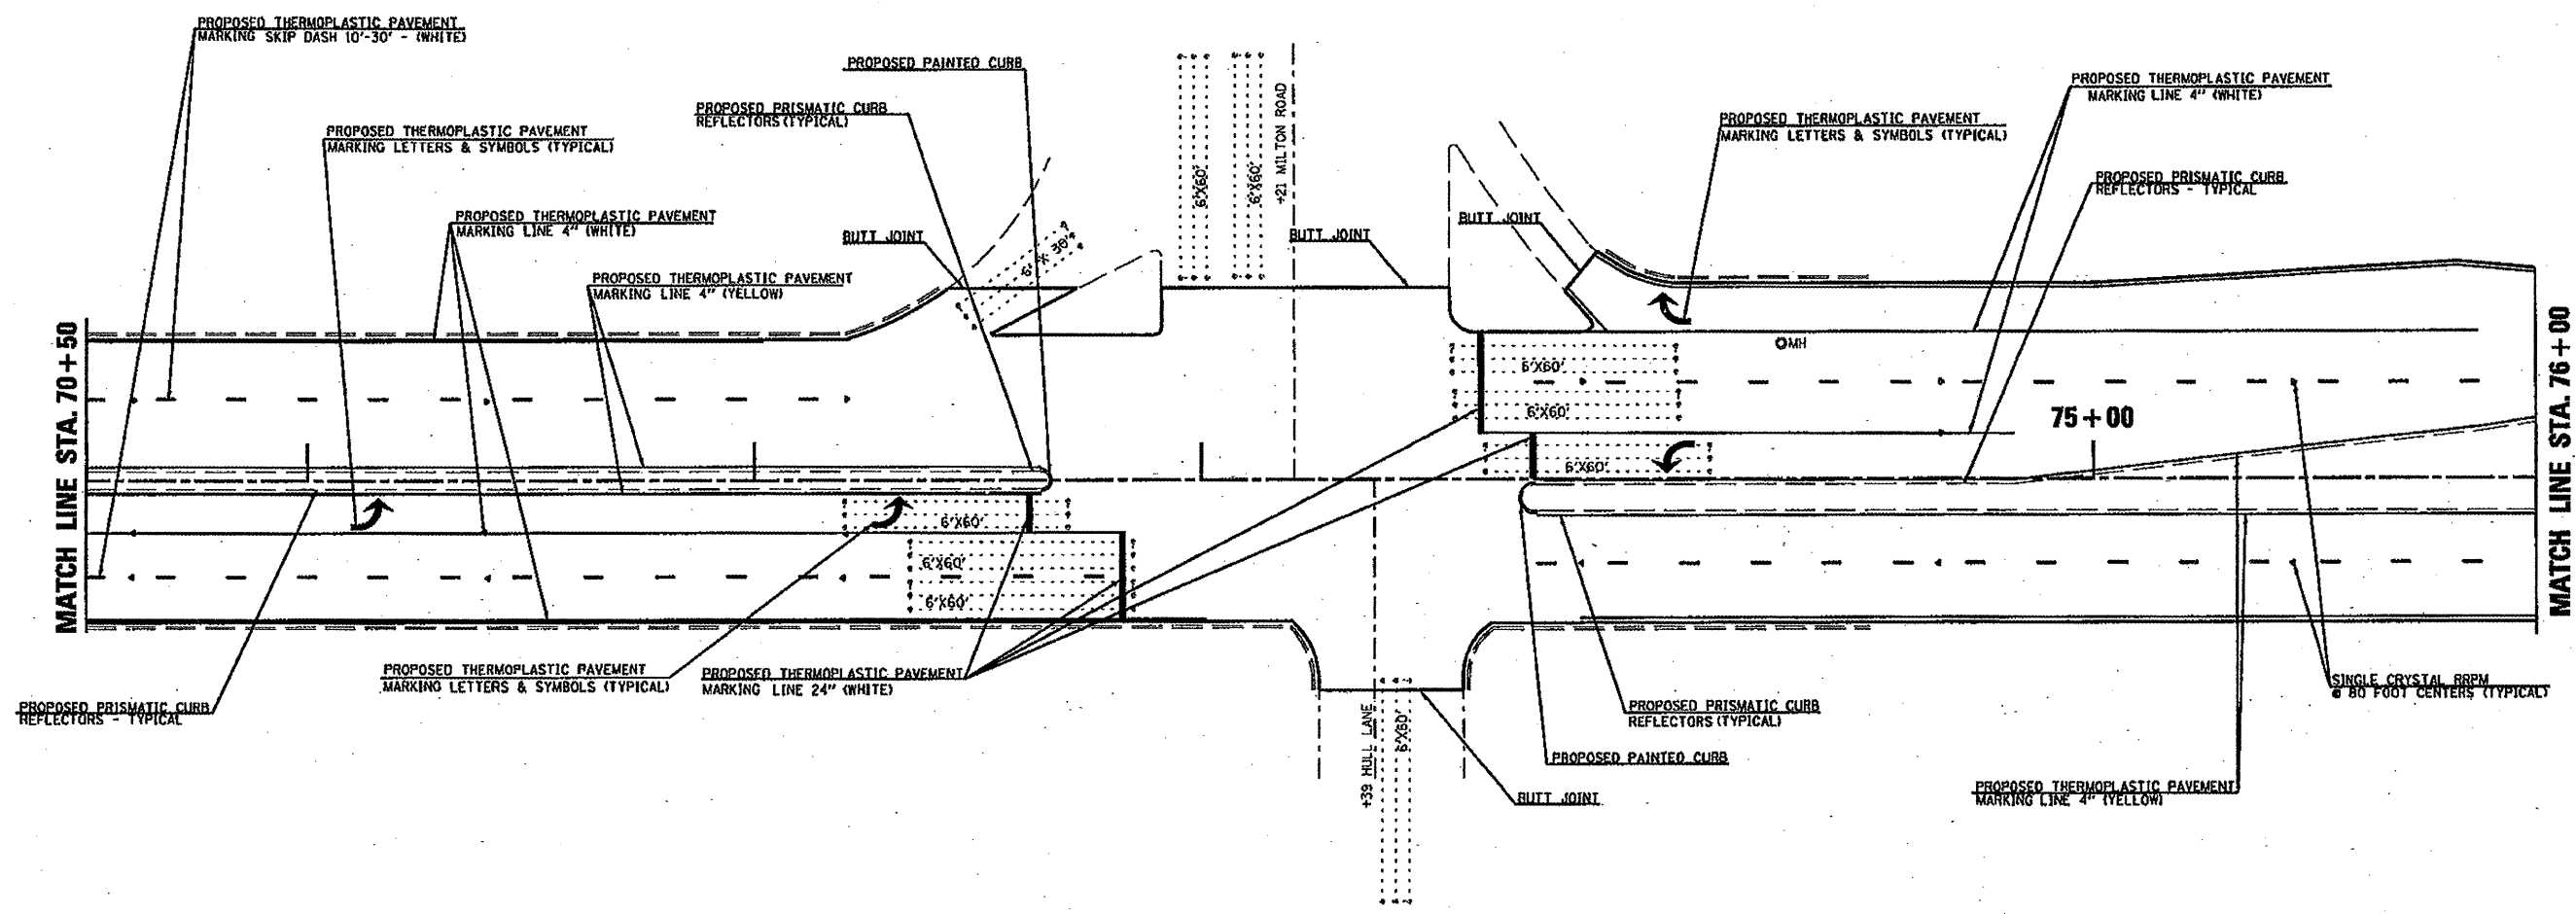 PROPOSED THERMOPLASTIC PAVEMENT
MARKING SKIP DASH 10'-30' - (WHITE)
PROPOSED PAINTED CURB
PROPOSED PRISMATIC CURB
REFLECTORS (TYPICAL)
PROPOSED THERMOPLASTIC PAVEMENT
MARKING LETTERS & SYMBOLS (TYPICAL)
PROPOSED THERMOPLASTIC PAVEMENT
MARKING LINE 4" (WHITE)
BUTT JOINT
PROPOSED THERMOPLASTIC PAVEMENT
MARKING LINE 4" (YELLOW)
6' X 30'
6'X60'
6'X60'
+21 MILTON ROAD
BUTT JOINT
BUTT JOINT
PROPOSED THERMOPLASTIC PAVEMENT
MARKING LETTERS & SYMBOLS (TYPICAL)
PROPOSED THERMOPLASTIC PAVEMENT
MARKING LINE 4" (WHITE)
PROPOSED PRISMATIC CURB
REFLECTORS - TYPICAL
MATCH LINE STA. 70+50
MH
6'X60'
6'X60'
75+00
6'X60'
MATCH LINE STA. 76+00
6'X60'
6'X60'
6'X60'
PROPOSED PRISMATIC CURB
REFLECTORS - TYPICAL
PROPOSED THERMOPLASTIC PAVEMENT
MARKING LETTERS & SYMBOLS (TYPICAL)
PROPOSED THERMOPLASTIC PAVEMENT
MARKING LINE 24" (WHITE)
+39 HULL LANE
6'X60'
PROPOSED PRISMATIC CURB
REFLECTORS (TYPICAL)
PROPOSED PAINTED CURB
BUTT JOINT
SINGLE CRYSTAL RRPM
@ 80 FOOT CENTERS (TYPICAL)
PROPOSED THERMOPLASTIC PAVEMENT
MARKING LINE 4" (YELLOW)